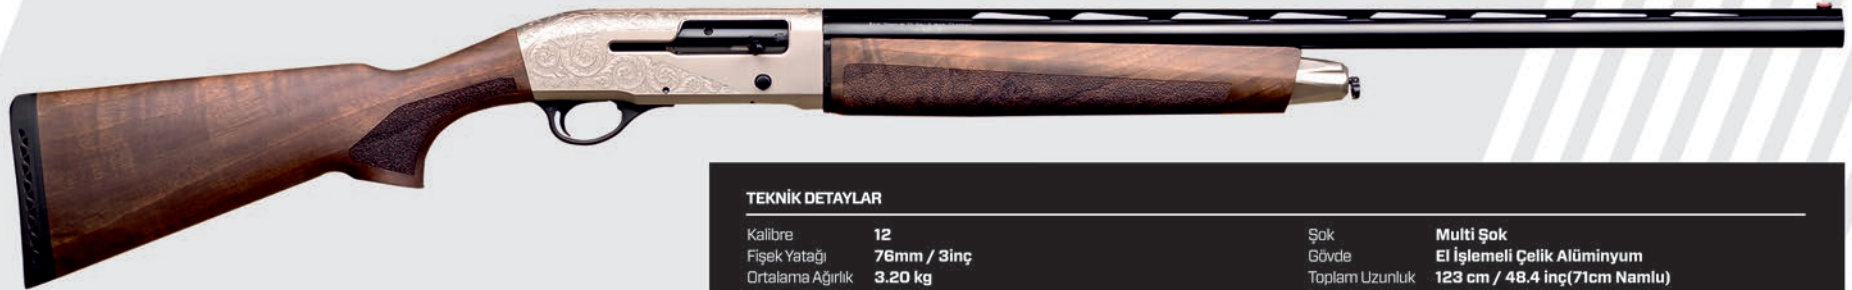 TEKNİK DETAYLAR
Kalibre 12
Fişek Yatağı 76mm / 3inç
Ortalama Ağırlık 3.20 kg
Şok Multi Şok
Gövde El İşlemeli Çelik Alüminyum
Toplam Uzunluk 123 cm / 48.4 inç(71cm Namlu)